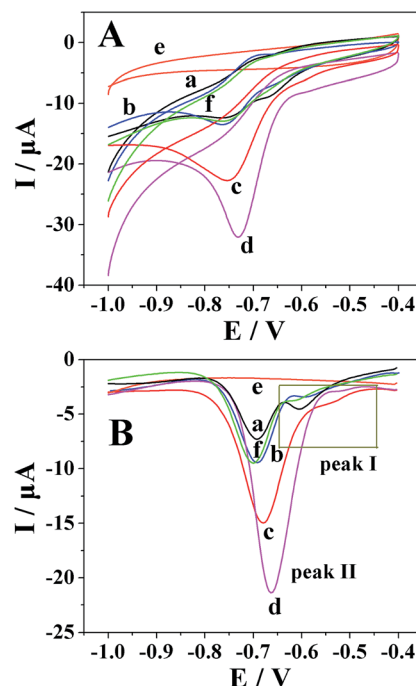 A
I / μA
0
-10
-20
-30
-40
e
a
b
f
c
d
-1.0 -0.9 -0.8 -0.7 -0.6 -0.5 -0.4
E / V
B
I / μA
0
-5
-10
-15
-20
-25
e
a
f
b
c
d
peak I
peak II
-1.0 -0.9 -0.8 -0.7 -0.6 -0.5 -0.4
E / V